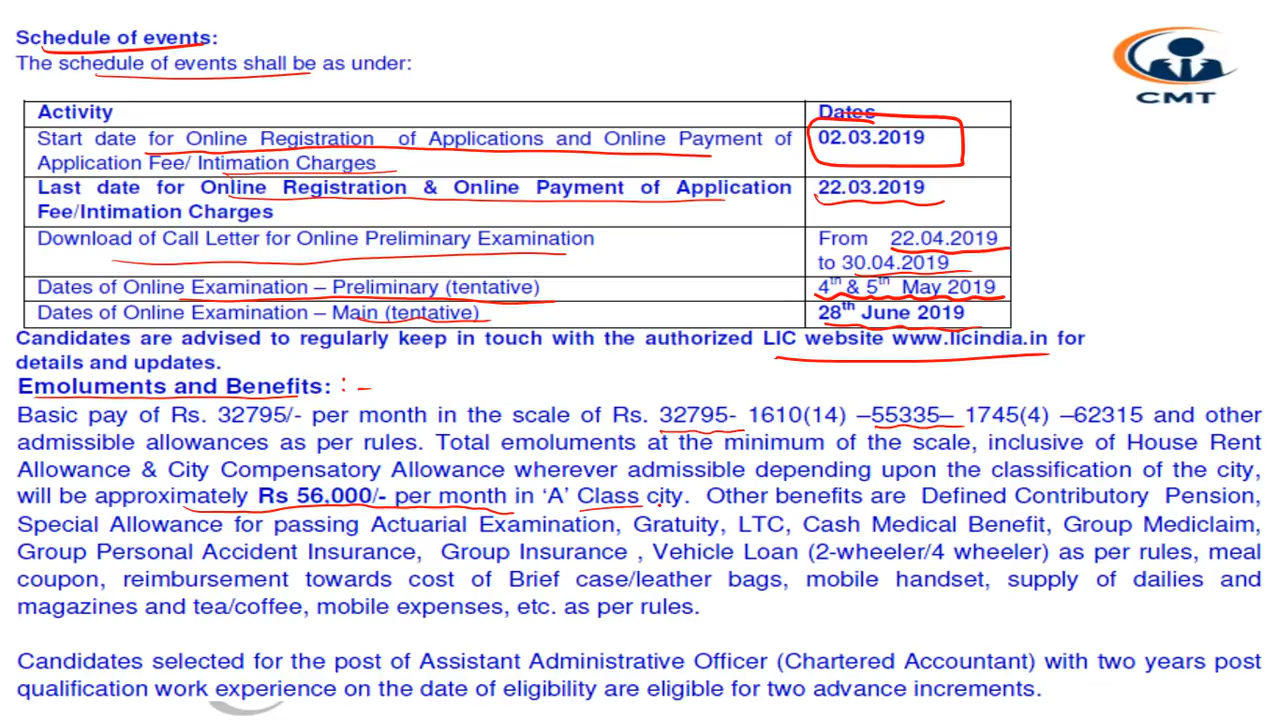 Schedule of events:
The schedule of events shall be as under:
CMT
Activity Dates
Start date for Online Registration of Applications and Online Payment of 02.03.2019
Application Fee/ Intimation Charges
Last date for Online Registration & Online Payment of Application 22.03.2019
Fee/Intimation Charges
Download of Call Letter for Online Preliminary Examination From 22.04.2019
to 30.04.2019
Dates of Online Examination – Preliminary (tentative) 4th & 5th May 2019
Dates of Online Examination – Main (tentative) 28th June 2019
Candidates are advised to regularly keep in touch with the authorized LIC website www.licindia.in for
details and updates.
Emoluments and Benefits: :-
Basic pay of Rs. 32795/- per month in the scale of Rs. 32795- 1610(14) –55335– 1745(4) –62315 and other
admissible allowances as per rules. Total emoluments at the minimum of the scale, inclusive of House Rent
Allowance & City Compensatory Allowance wherever admissible depending upon the classification of the city,
will be approximately Rs 56.000/- per month in ‘A’ Class city. Other benefits are Defined Contributory Pension,
Special Allowance for passing Actuarial Examination, Gratuity, LTC, Cash Medical Benefit, Group Mediclaim,
Group Personal Accident Insurance, Group Insurance , Vehicle Loan (2-wheeler/4 wheeler) as per rules, meal
coupon, reimbursement towards cost of Brief case/leather bags, mobile handset, supply of dailies and
magazines and tea/coffee, mobile expenses, etc. as per rules.
Candidates selected for the post of Assistant Administrative Officer (Chartered Accountant) with two years post
qualification work experience on the date of eligibility are eligible for two advance increments.